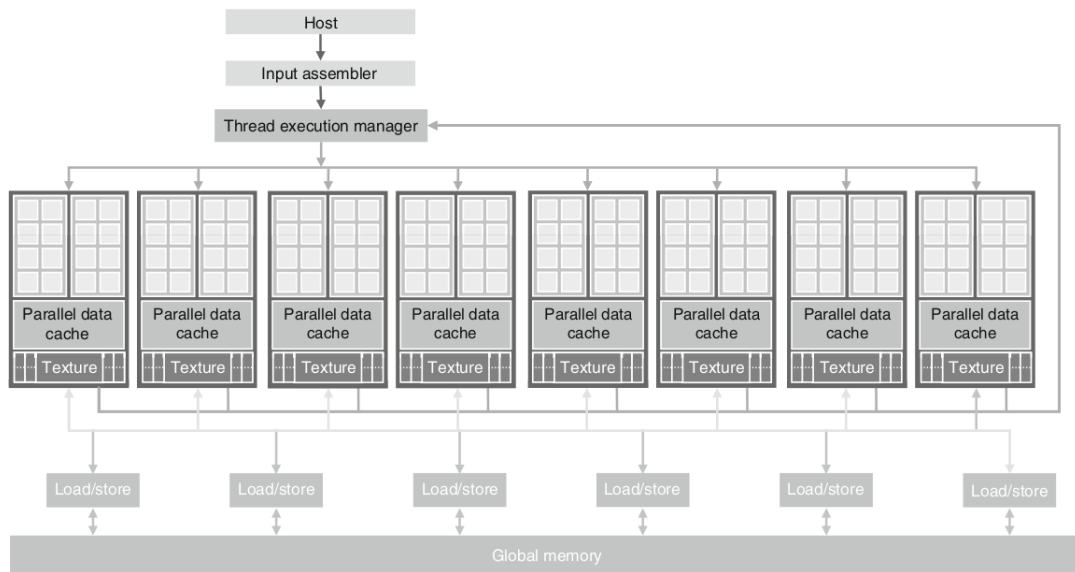 Host
Input assembler
Thread execution manager
Parallel data
cache
Parallel data
cache
Parallel data
cache
Parallel data
cache
Parallel data
cache
Parallel data
cache
Parallel data
cache
Parallel data
cache
Texture
Texture
Texture
Texture
Texture
Texture
Texture
Texture
Load/store
Load/store
Load/store
Load/store
Load/store
Load/store
Global memory